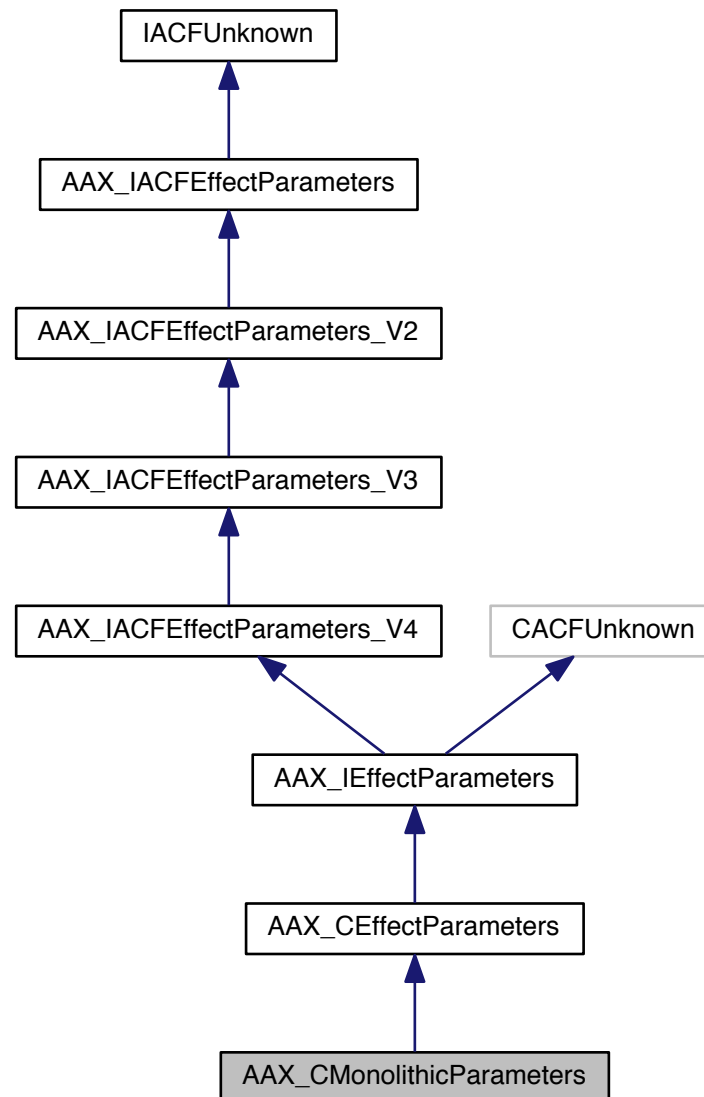 IACFUnknown
AAX_IACFEffectParameters
AAX_IACFEffectParameters_V2
AAX_IACFEffectParameters_V3
AAX_IACFEffectParameters_V4
CACFUnknown
AAX_IEffectParameters
AAX_CEffectParameters
AAX_CMonolithicParameters